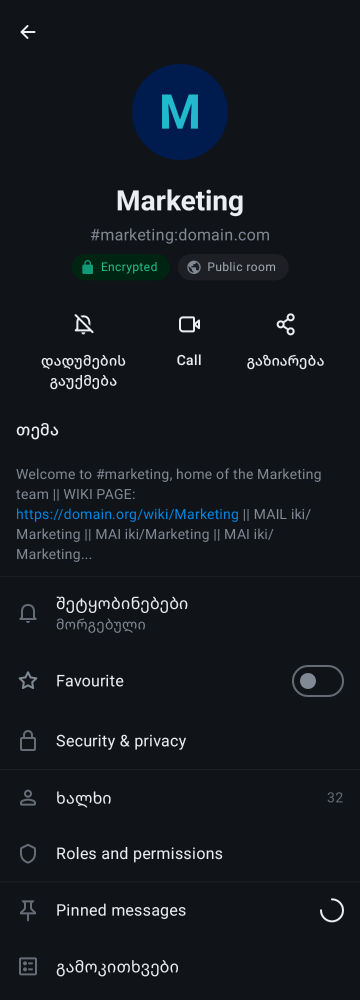 M
Marketing
#marketing:domain.com
Encrypted
Public room
დადუმების
გაუქმება
Call
გაზიარება
თემა
Welcome to #marketing, home of the Marketing
team || WIKI PAGE:
https://domain.org/wiki/Marketing || MAIL iki/
Marketing || MAI iki/Marketing || MAI iki/
Marketing...
შეტყობინებები
მორგებული
Favourite
Security & privacy
ხალხი 32
Roles and permissions
Pinned messages
გამოკითხვები